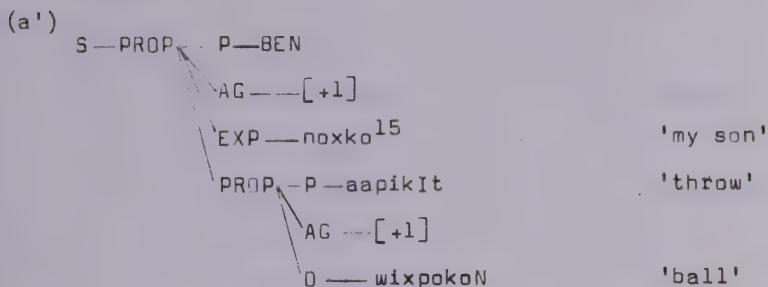 (a')
S—PROP P—BEN
AG—[+1]
EXP—noxko15 'my son'
PROP—P—aapikIt 'throw'
AG—[+1]
O—wixpokoN 'ball'